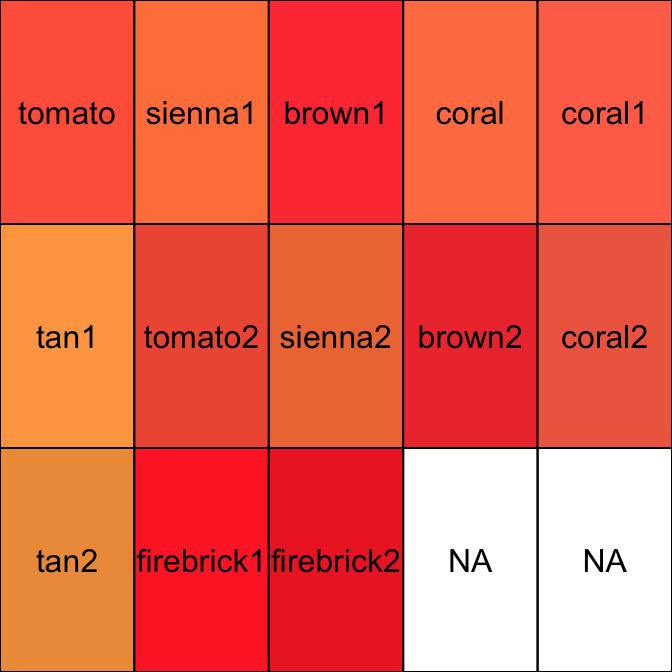 tomato sienna1 brown1 coral coral1
tan1 tomato2 sienna2 brown2 coral2
tan2 firebrick1 firebrick2 NA NA